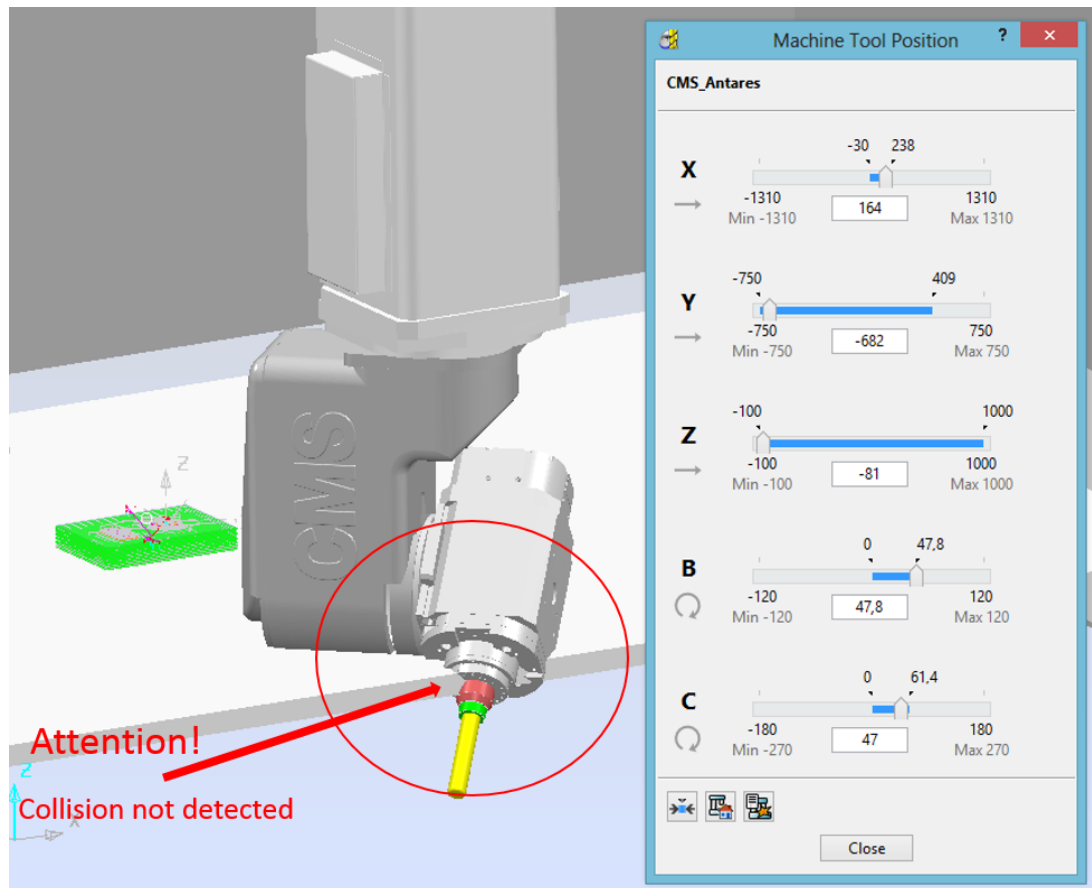 Machine Tool Position
?
CMS_Antares
-30 238
X
-1310 164 1310
Min -1310 Max 1310
-750 409
Y
-750 -682 750
Min -750 Max 750
-100 1000
Z
-100 -81 1000
Min -100 Max 1000
0 47,8
B
-120 47,8 120
Min -120 Max 120
0 61,4
C
-180 47 180
Min -270 Max 270
Close
CMS
Z
Attention!
Collision not detected
Z
X